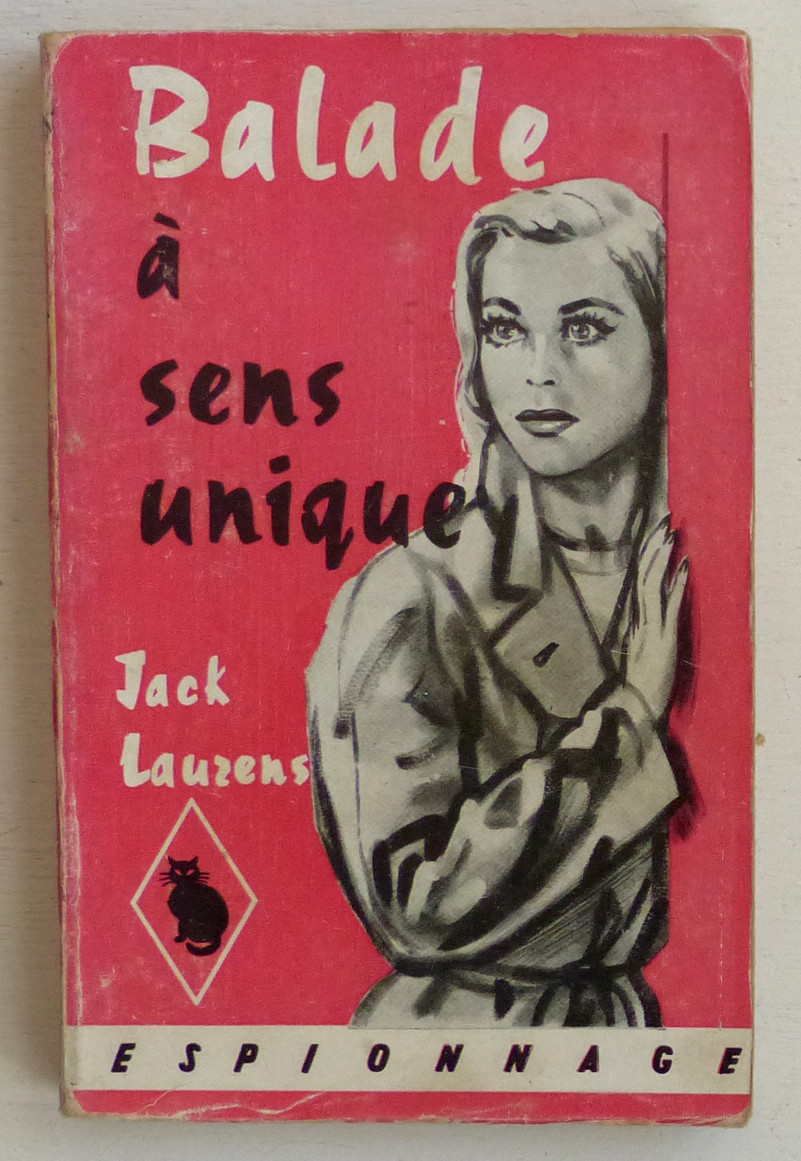 Balade
à
sens
unique
Jack
Laurens
ESPIONNAGE